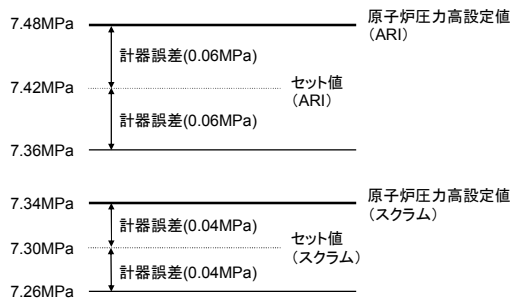 7.48MPa
原子炉圧力高設定値
（ARI）
計器誤差(0.06MPa)
7.42MPa
セット値
（ARI）
計器誤差(0.06MPa)
7.36MPa
7.34MPa
原子炉圧力高設定値
（スクラム）
計器誤差(0.04MPa)
7.30MPa
セット値
（スクラム）
計器誤差(0.04MPa)
7.26MPa